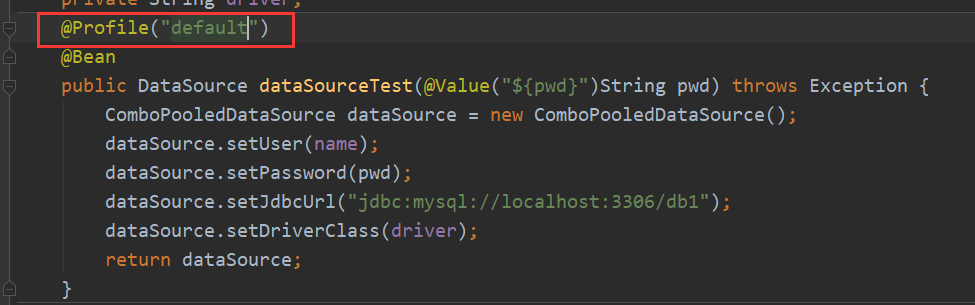 private String driver;
@Profile("default")
@Bean
public DataSource dataSourceTest(@Value("${pwd}")String pwd) throws Exception {
ComboPooledDataSource dataSource = new ComboPooledDataSource();
dataSource.setUser(name);
dataSource.setPassword(pwd);
dataSource.setJdbcUrl("jdbc:mysql://localhost:3306/db1");
dataSource.setDriverClass(driver);
return dataSource;
}